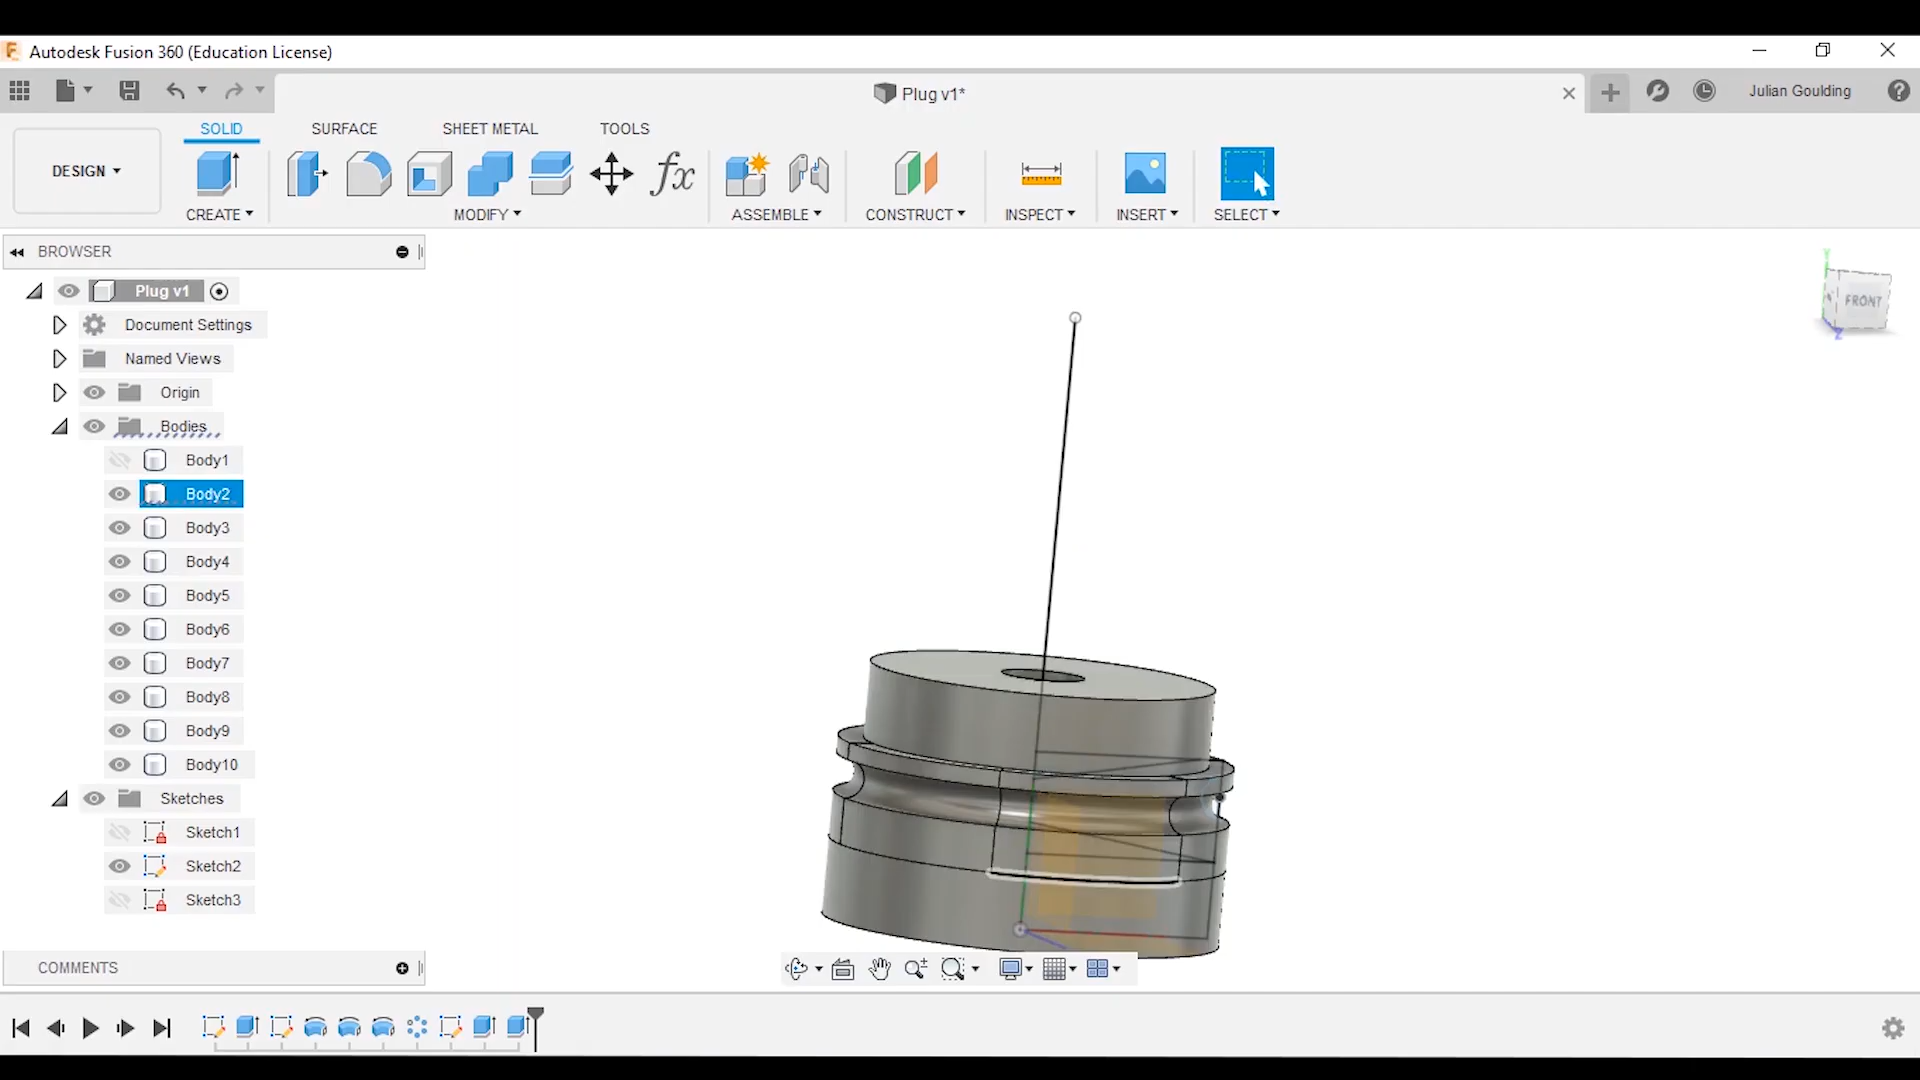 Autodesk Fusion 360 (Education License)
Plug v1*
Julian Goulding
SOLID SURFACE SHEET METAL TOOLS
DESIGN
CREATE MODIFY ASSEMBLE CONSTRUCT INSPECT INSERT SELECT
BROWSER
Plug v1
Document Settings
Named Views
Origin
Bodies
Body1
Body2
Body3
Body4
Body5
Body6
Body7
Body8
Body9
Body10
Sketches
Sketch1
Sketch2
Sketch3
FRONT
Z
COMMENTS